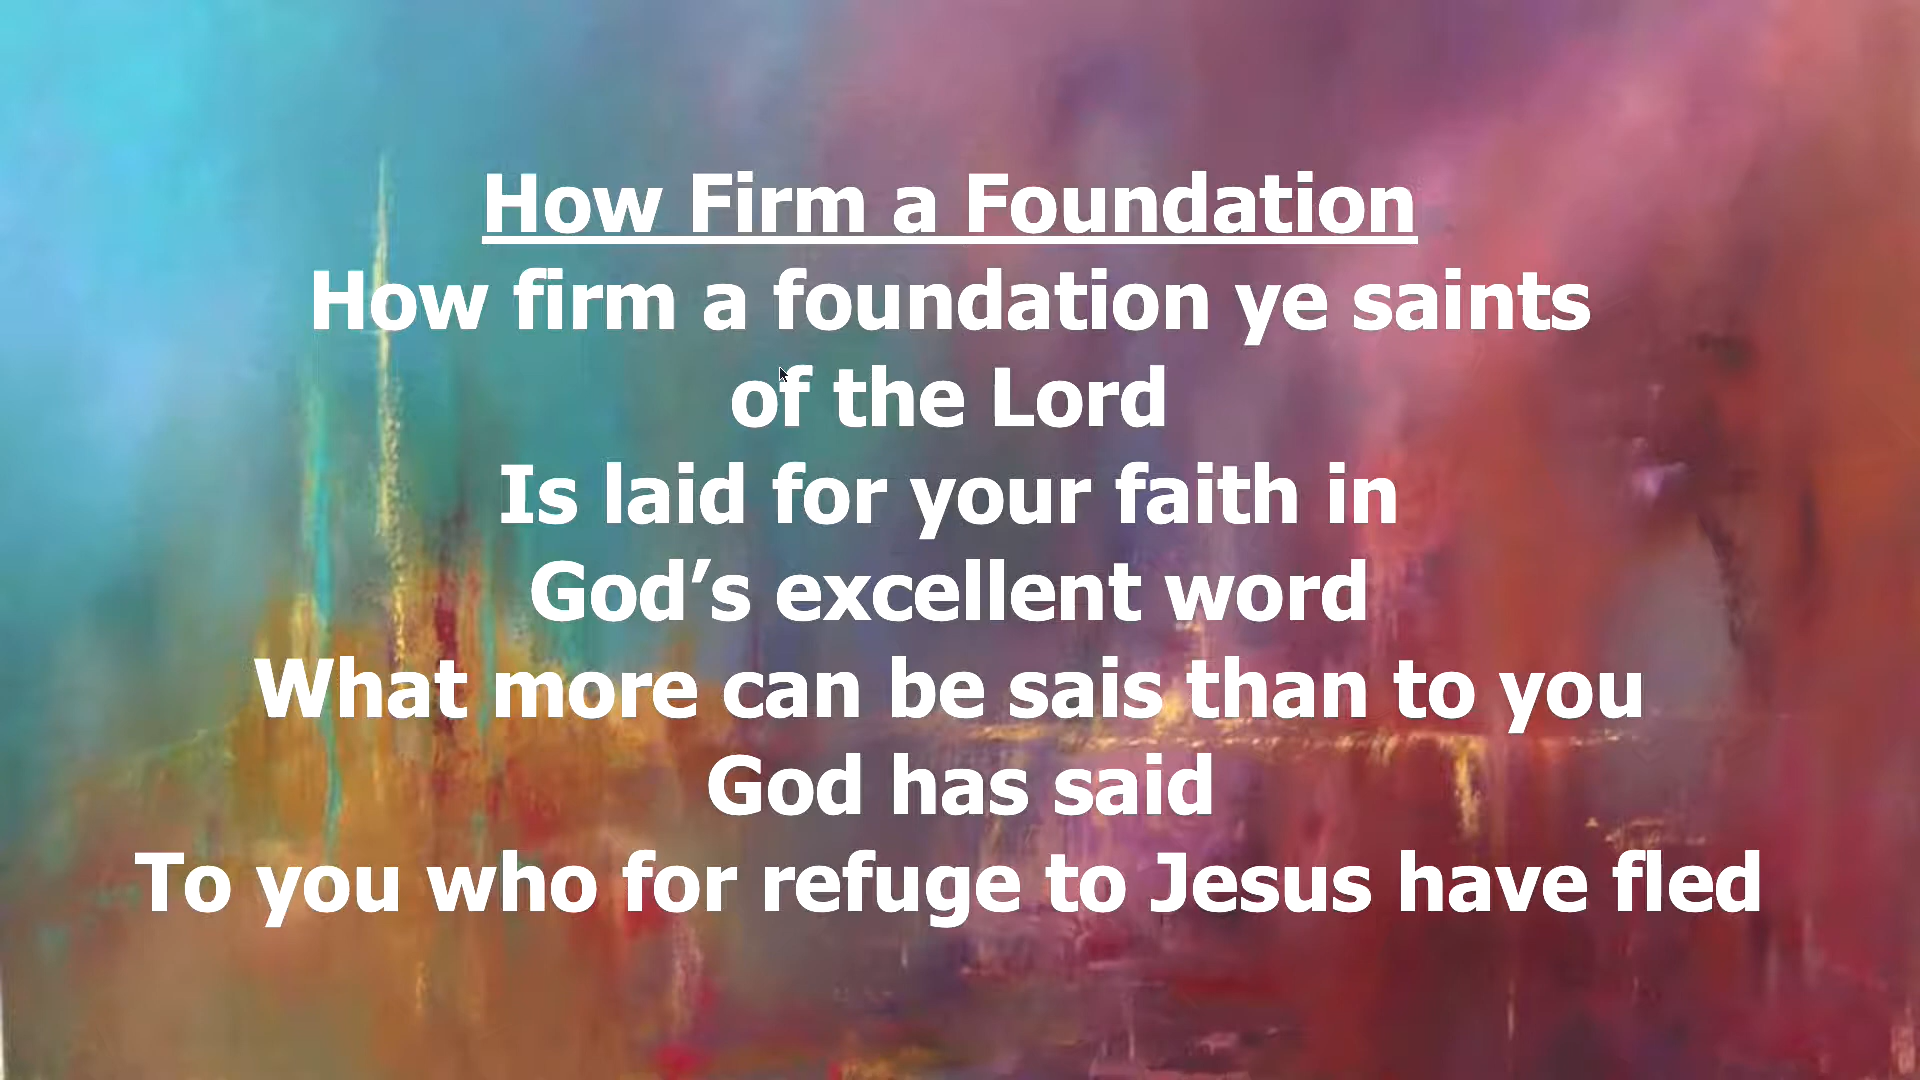 How Firm a Foundation
How firm a foundation ye saints
of the Lord
Is laid for your faith in
God’s excellent word
What more can be sais than to you
God has said
To you who for refuge to Jesus have fled